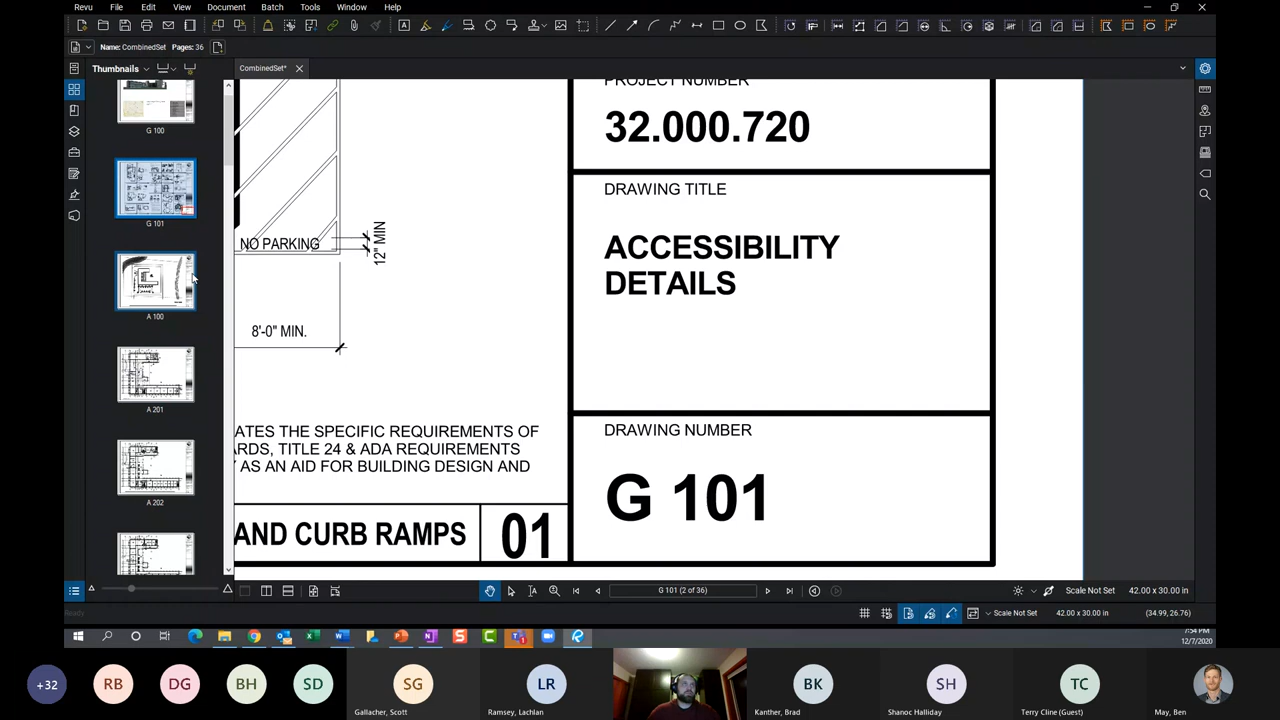 Revu File Edit View Document Batch Tools Window Help
Name: CombinedSet Pages: 36
Thumbnails
CombinedSet*
G 100
G 101
A 100
A 201
A 202
NO PARKING
12" MIN
8'-0" MIN.
ATES THE SPECIFIC REQUIREMENTS OF
ARDS, TITLE 24 & ADA REQUIREMENTS
Y AS AN AID FOR BUILDING DESIGN AND
AND CURB RAMPS 01
PROJECT NUMBER
32.000.720
DRAWING TITLE
ACCESSIBILITY
DETAILS
DRAWING NUMBER
G 101
G 101 (2 of 36)
Scale Not Set 42.00 x 30.00 in
Ready
Scale Not Set 42.00 x 30.00 in (34.99, 26.76)
7:54 PM
12/7/2020
+32 RB DG BH SD SG LR BK SH TC
Gallacher, Scott
Ramsey, Lachlan
Kanther, Brad
Shanoc Halliday
Terry Cline (Guest)
May, Ben